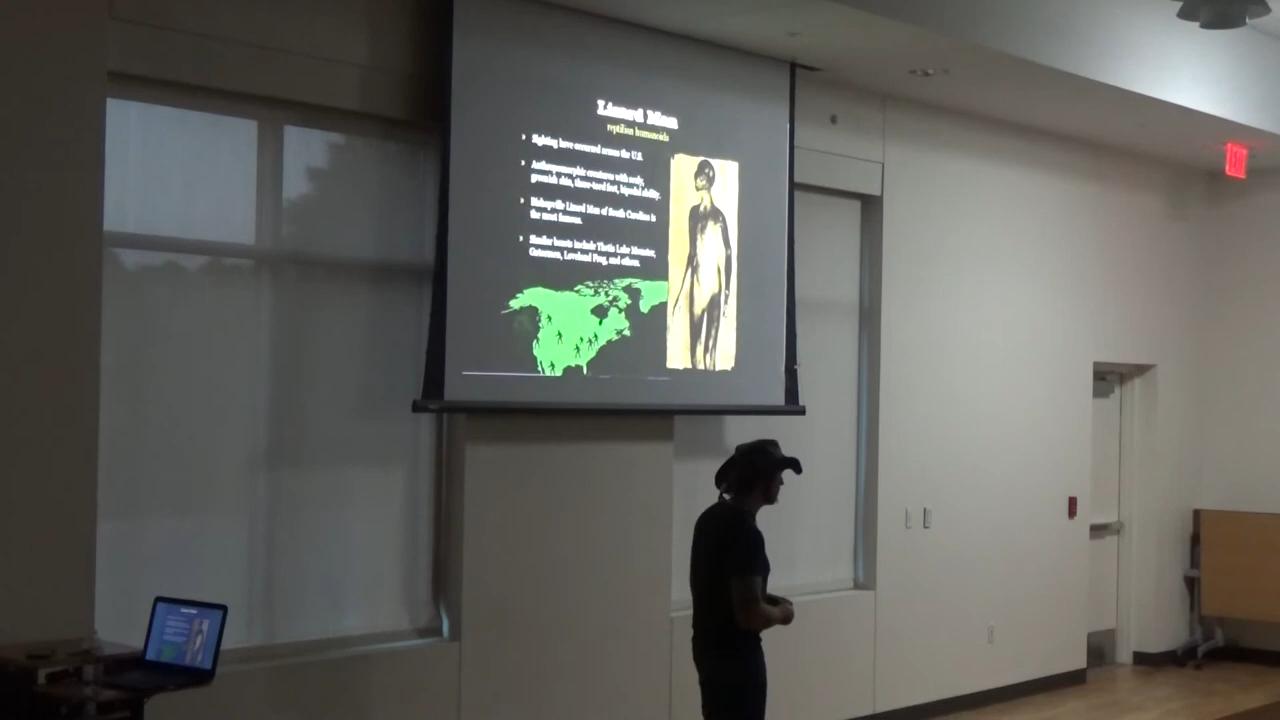 Lizard Man
reptilian humanoids
Sighting have occurred across the U.S.
Anthropomorphic creatures with scaly,
greenish skin, three-toed feet, bipedal ability.
Bishopville Lizard Man of South Carolina is
the most famous.
Similar beasts include Thetis Lake Monster,
Gatormen, Loveland Frog, and others.
EXIT